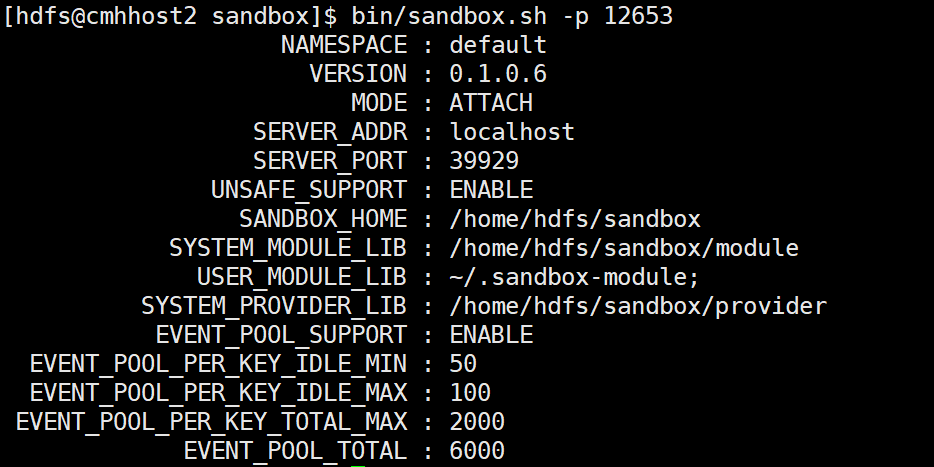 [hdfs@cmhhost2 sandbox]$ bin/sandbox.sh -p 12653
NAMESPACE : default
VERSION : 0.1.0.6
MODE : ATTACH
SERVER_ADDR : localhost
SERVER_PORT : 39929
UNSAFE_SUPPORT : ENABLE
SANDBOX_HOME : /home/hdfs/sandbox
SYSTEM_MODULE_LIB : /home/hdfs/sandbox/module
USER_MODULE_LIB : ~/.sandbox-module;
SYSTEM_PROVIDER_LIB : /home/hdfs/sandbox/provider
EVENT_POOL_SUPPORT : ENABLE
EVENT_POOL_PER_KEY_IDLE_MIN : 50
EVENT_POOL_PER_KEY_IDLE_MAX : 100
EVENT_POOL_PER_KEY_TOTAL_MAX : 2000
EVENT_POOL_TOTAL : 6000